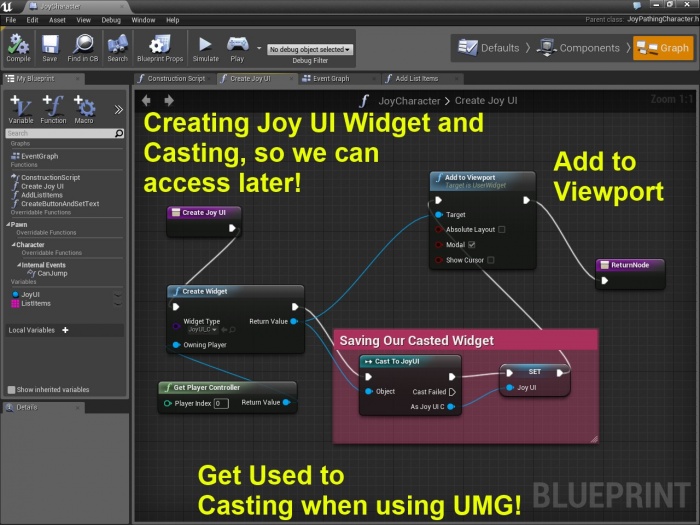 JoyCharacter
File Edit Asset View Debug Window Help
Parent class: JoyPathingCharacter.h
Compile Save Find in CB Search Blueprint Props Simulate Play
No debug object selected
Debug Filter
Defaults Components Graph
My Blueprint
Construction Script Create Joy UI Event Graph Add List Items
Variable Function Macro
Search
Graphs
EventGraph
Functions
ConstructionScript
Create Joy UI
AddListItems
CreateButtonAndSetText
Overridable Functions
Pawn
Overridable Functions
Character
Overridable Functions
Internal Events
CanJump
Variables
JoyUI
ListItems
Local Variables
Show inherited variables
Details
JoyCharacter > Create Joy UI
Zoom 1:1
Creating Joy UI Widget and
Casting, so we can
access later!
Add to
Viewport
Create Joy UI
Add to Viewport
Target is UserWidget
Target
Absolute Layout
Modal
Show Cursor
ReturnNode
Create Widget
Widget Type
JoyUI_C
Return Value
Owning Player
Get Player Controller
Player Index 0 Return Value
Saving Our Casted Widget
Cast To JoyUI
Object
Cast Failed
As Joy UI C
SET
Joy UI
Get Used to
Casting when using UMG!
BLUEPRINT